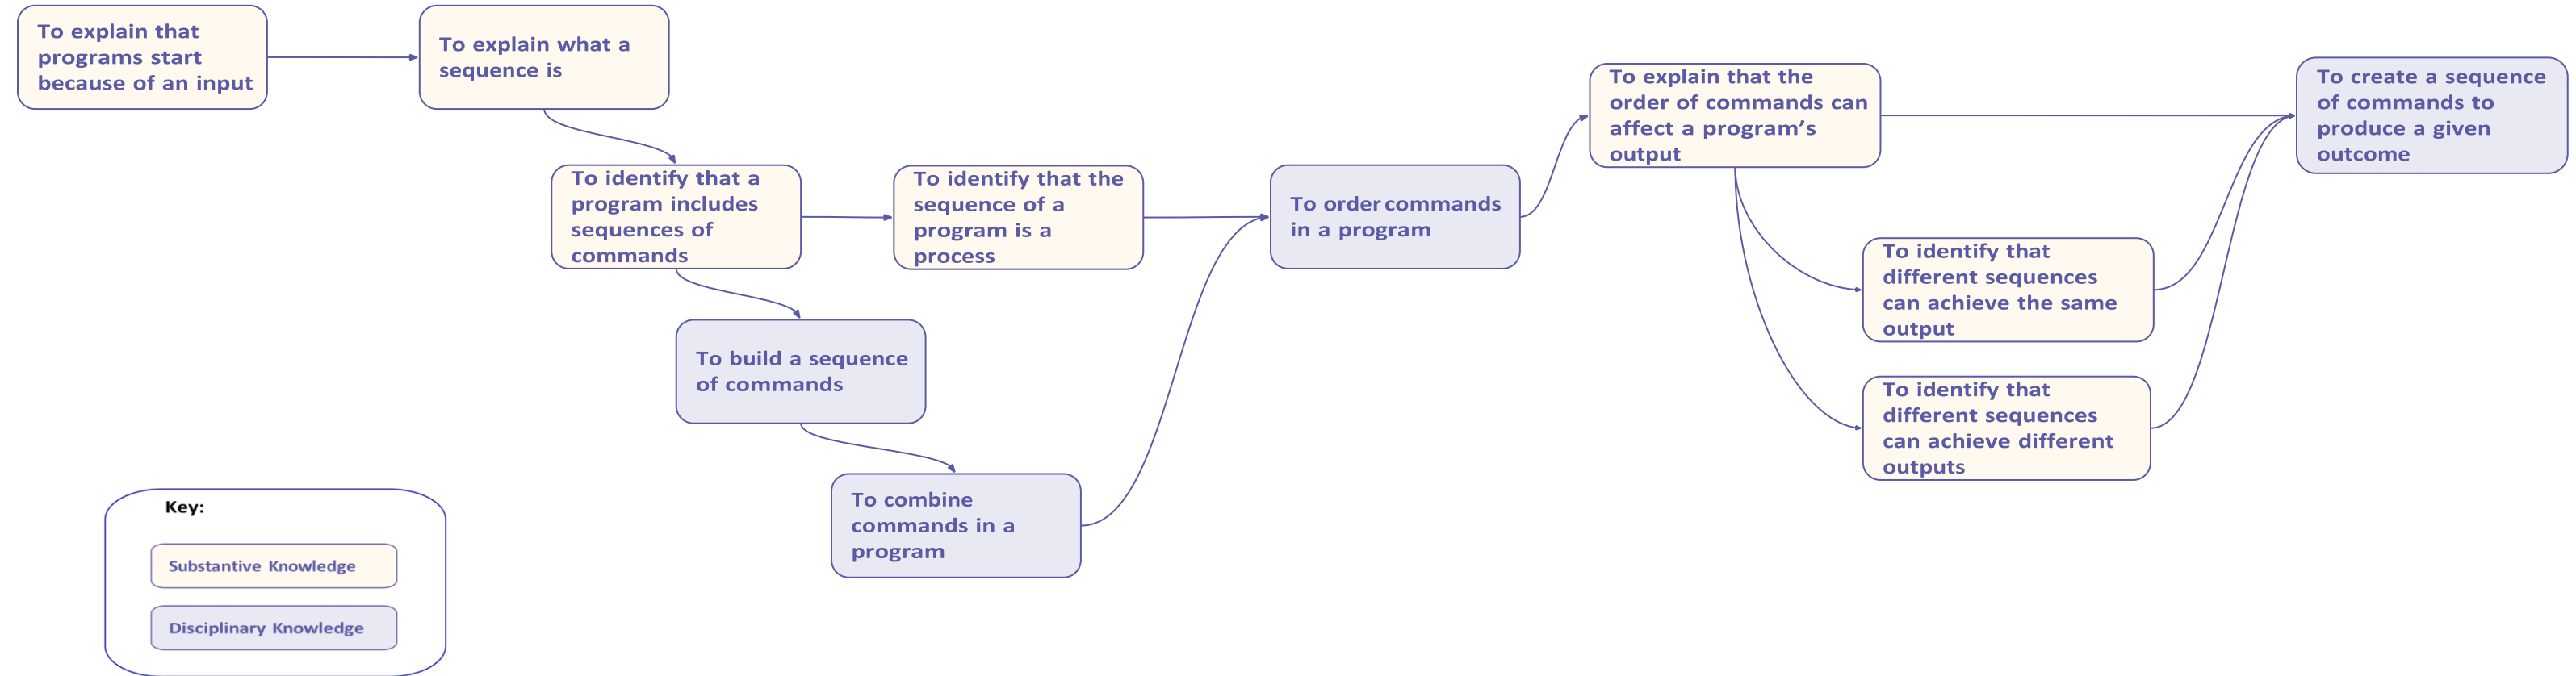 To explain that
programs start
because of an input
To explain what a
sequence is
To identify that a
program includes
sequences of
commands
To identify that the
sequence of a
program is a
process
To build a sequence
of commands
To combine
commands in a
program
To order commands
in a program
To explain that the
order of commands can
affect a program’s
output
To identify that
different sequences
can achieve the same
output
To identify that
different sequences
can achieve different
outputs
To create a sequence
of commands to
produce a given
outcome
Key:
Substantive Knowledge
Disciplinary Knowledge